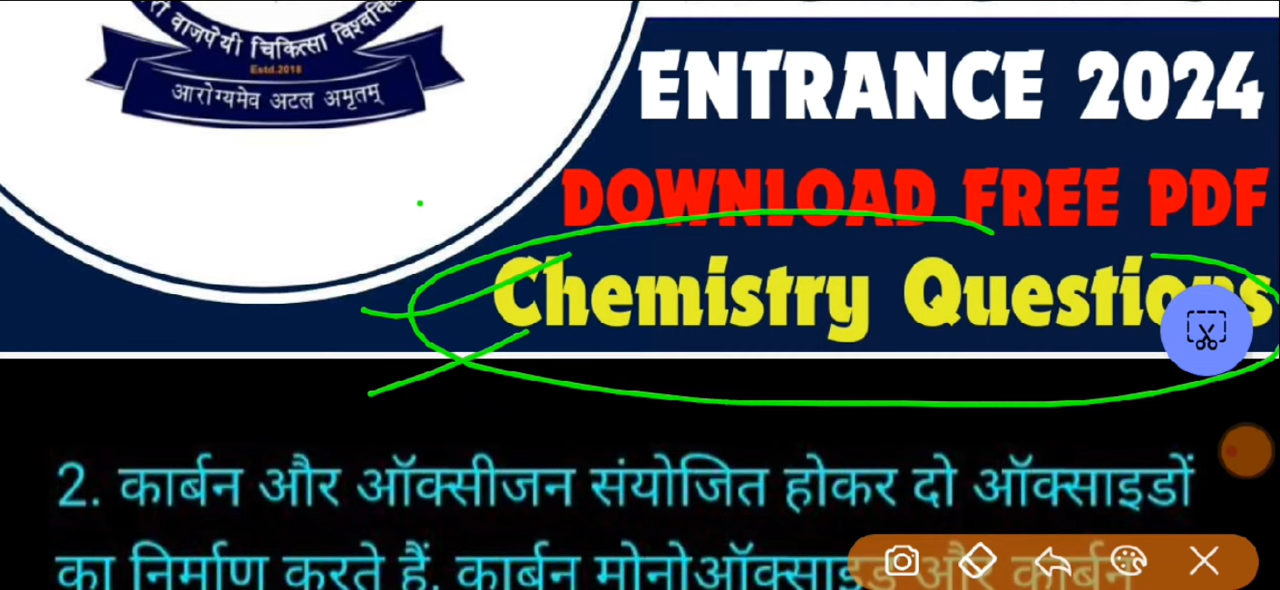 वाजपेयी चिकित्सा
Estd.2018
आरोग्यमेव अटल अमृतम्
ENTRANCE 2024
DOWNLOAD FREE PDF
Chemistry Questions
2. कार्बन और ऑक्सीजन संयोजित होकर दो ऑक्साइडों
का निर्माण करते हैं, कार्बन मोनोऑक्साइड और कार्बन